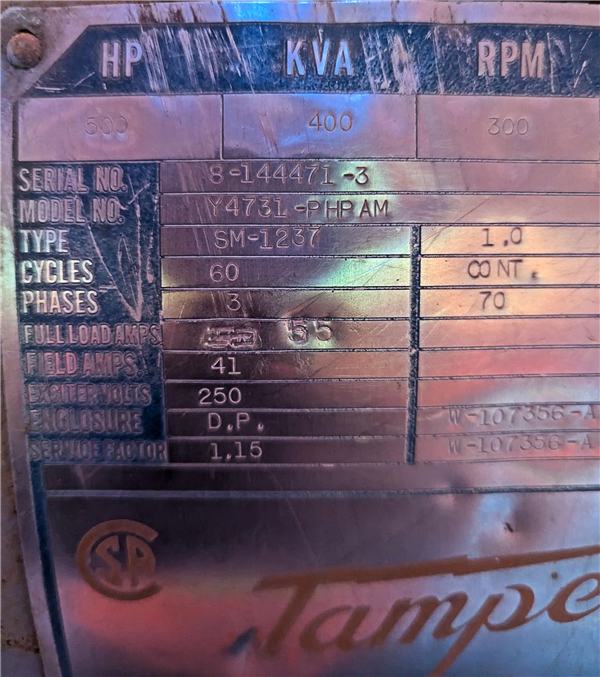 HP KVA RPM
500 400 300
SERIAL NO. 8-144471-3
MODEL NO. Y4731-PHPAM
TYPE SM-1237 1.0
CYCLES 60 CONT.
PHASES 3 70
FULL LOAD AMPS 55
FIELD AMPS 41
EXCITER VOLTS 250
ENCLOSURE D.P. W-107356-A
SERVICE FACTOR 1.15 W-107356-A
CSA
Tampe